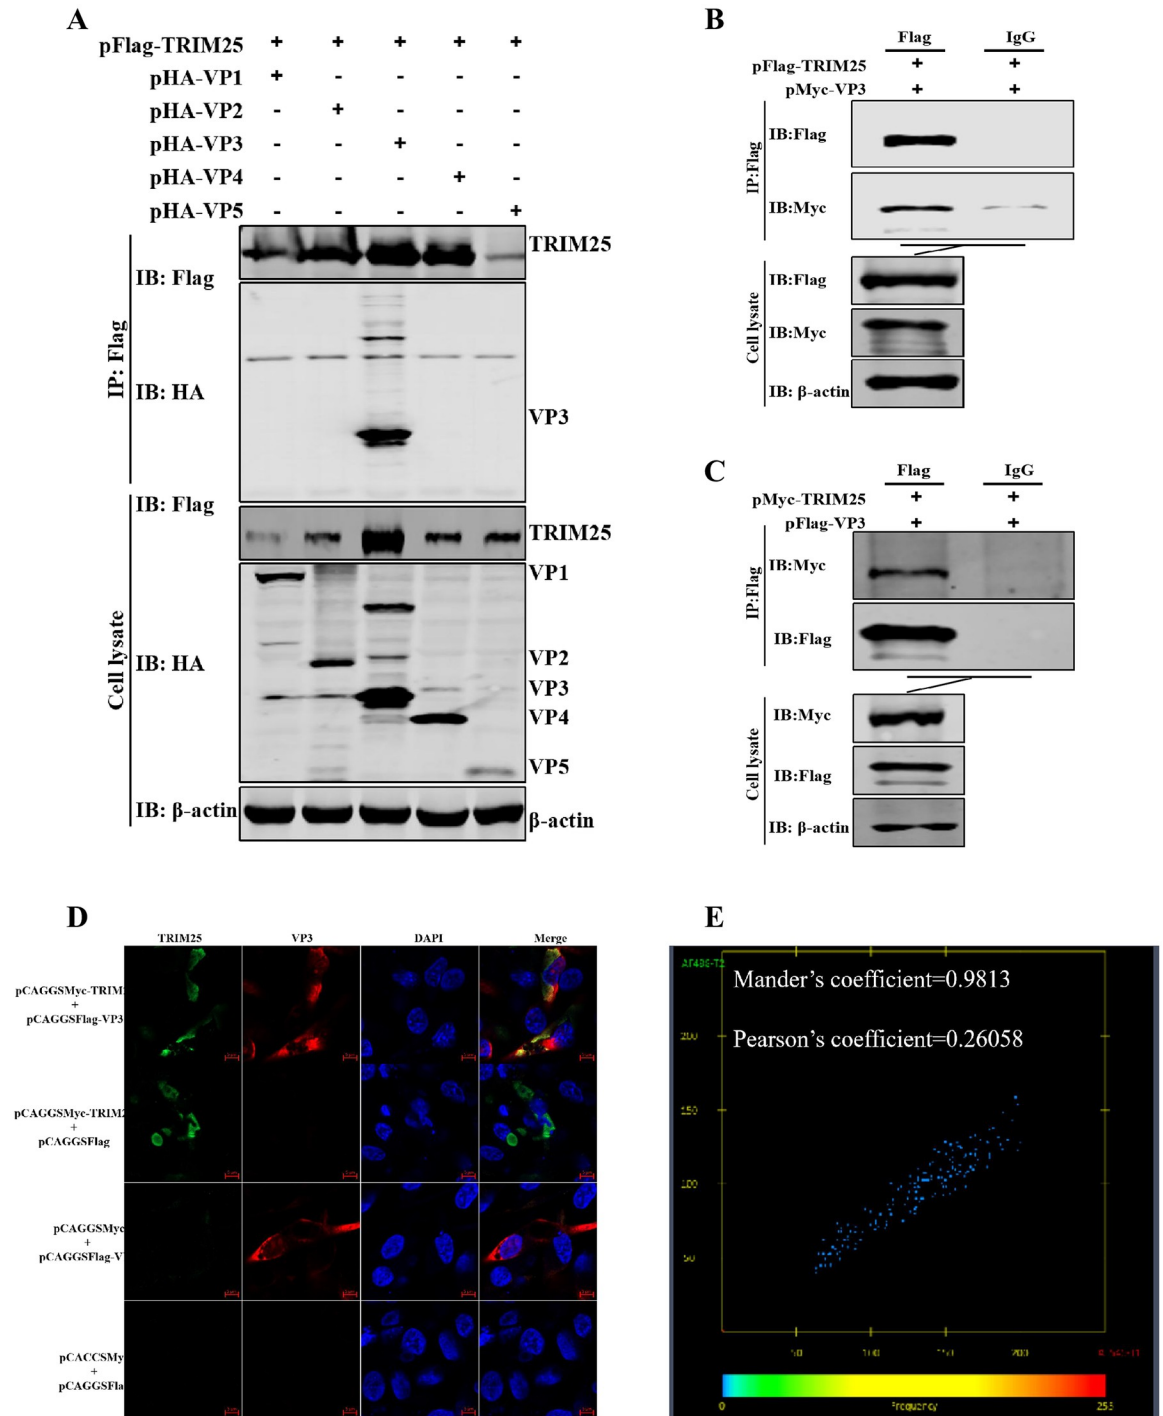 A
pFlag-TRIM25 + + + + +
pHA-VP1 + - - - -
pHA-VP2 - + - - -
pHA-VP3 - - + - -
pHA-VP4 - - - + -
pHA-VP5 - - - - +
IP: Flag
IB: Flag
TRIM25
IB: HA
VP3
Cell lysate
IB: Flag
TRIM25
IB: HA
VP1
VP2
VP3
VP4
VP5
IB: β-actin
β-actin
B
Flag IgG
pFlag-TRIM25 + +
pMyc-VP3 + +
IP:Flag
IB:Flag
IB:Myc
Cell lysate
IB:Flag
IB:Myc
IB: β-actin
C
Flag IgG
pMyc-TRIM25 + +
pFlag-VP3 + +
IP:Flag
IB:Myc
IB:Flag
Cell lysate
IB:Myc
IB:Flag
IB: β-actin
D
TRIM25 VP3 DAPI Merge
pCAGGSMyc-TRIM2
+
pCAGGSFlag-VP3
pCAGGSMyc-TRIM2
+
pCAGGSFlag
pCAGGSMyc
+
pCAGGSFlag-V
pCACCSMy
+
pCAGGSFla
E
Mander's coefficient=0.9813
Pearson's coefficient=0.26058
200
150
100
50
50 100 150 200
0 Frequency 255